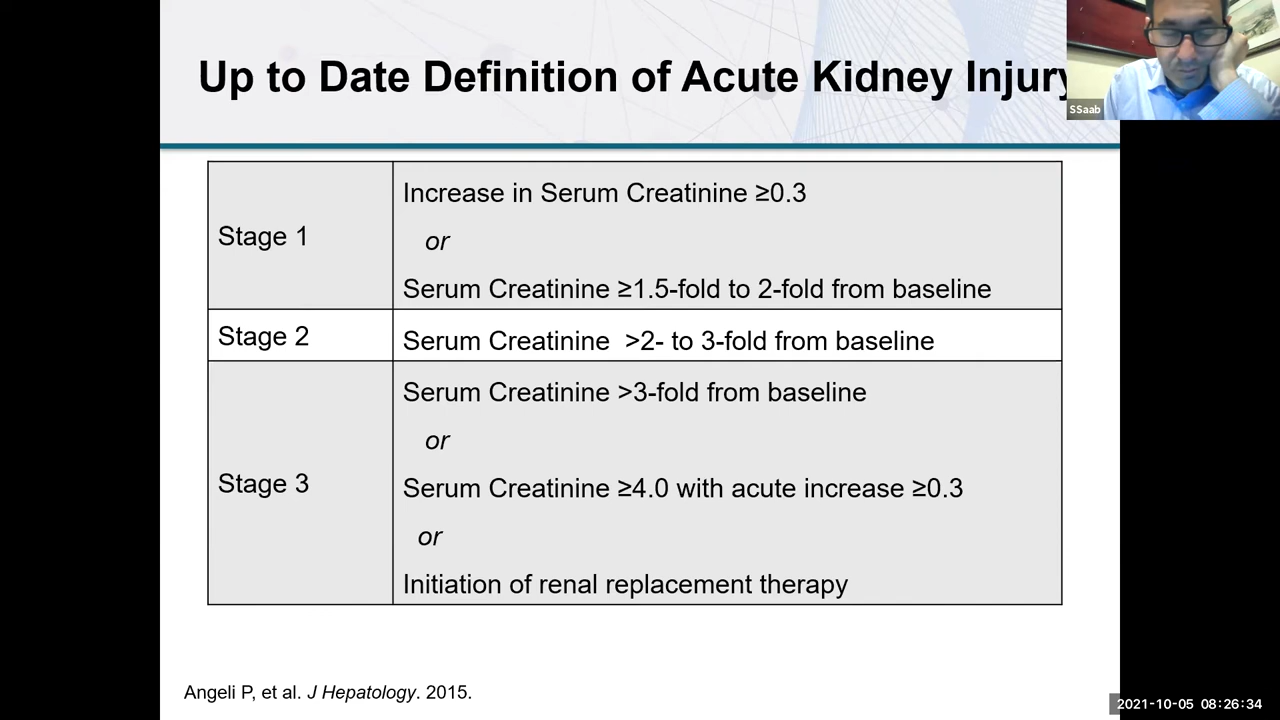 Up to Date Definition of Acute Kidney Injury
SSaab
Stage 1
Increase in Serum Creatinine ≥0.3
or
Serum Creatinine ≥1.5-fold to 2-fold from baseline
Stage 2
Serum Creatinine >2- to 3-fold from baseline
Stage 3
Serum Creatinine >3-fold from baseline
or
Serum Creatinine ≥4.0 with acute increase ≥0.3
or
Initiation of renal replacement therapy
Angeli P, et al. J Hepatology. 2015.
2021-10-05 08:26:34